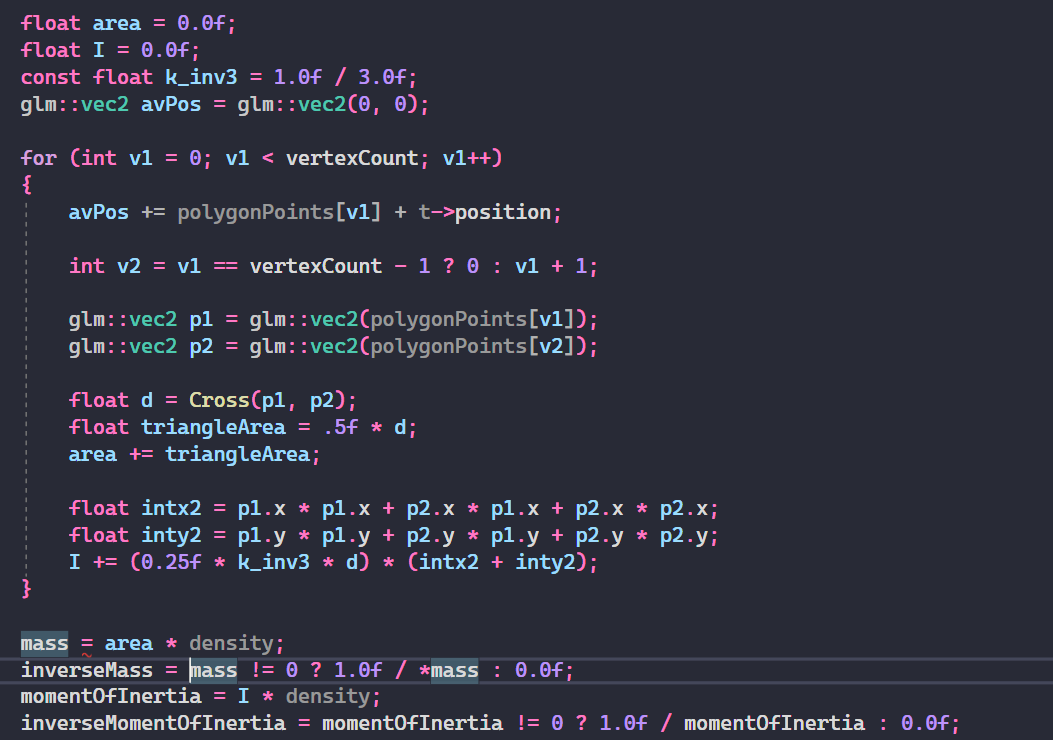 float area = 0.0f;
float I = 0.0f;
const float k_inv3 = 1.0f / 3.0f;
glm::vec2 avPos = glm::vec2(0, 0);
for (int v1 = 0; v1 < vertexCount; v1++)
{
avPos += polygonPoints[v1] + t->position;
int v2 = v1 == vertexCount - 1 ? 0 : v1 + 1;
glm::vec2 p1 = glm::vec2(polygonPoints[v1]);
glm::vec2 p2 = glm::vec2(polygonPoints[v2]);
float d = Cross(p1, p2);
float triangleArea = .5f * d;
area += triangleArea;
float intx2 = p1.x * p1.x + p2.x * p1.x + p2.x * p2.x;
float inty2 = p1.y * p1.y + p2.y * p1.y + p2.y * p2.y;
I += (0.25f * k_inv3 * d) * (intx2 + inty2);
}
mass = area * density;
inverseMass = mass != 0 ? 1.0f / *mass : 0.0f;
momentOfInertia = I * density;
inverseMomentOfInertia = momentOfInertia != 0 ? 1.0f / momentOfInertia : 0.0f;